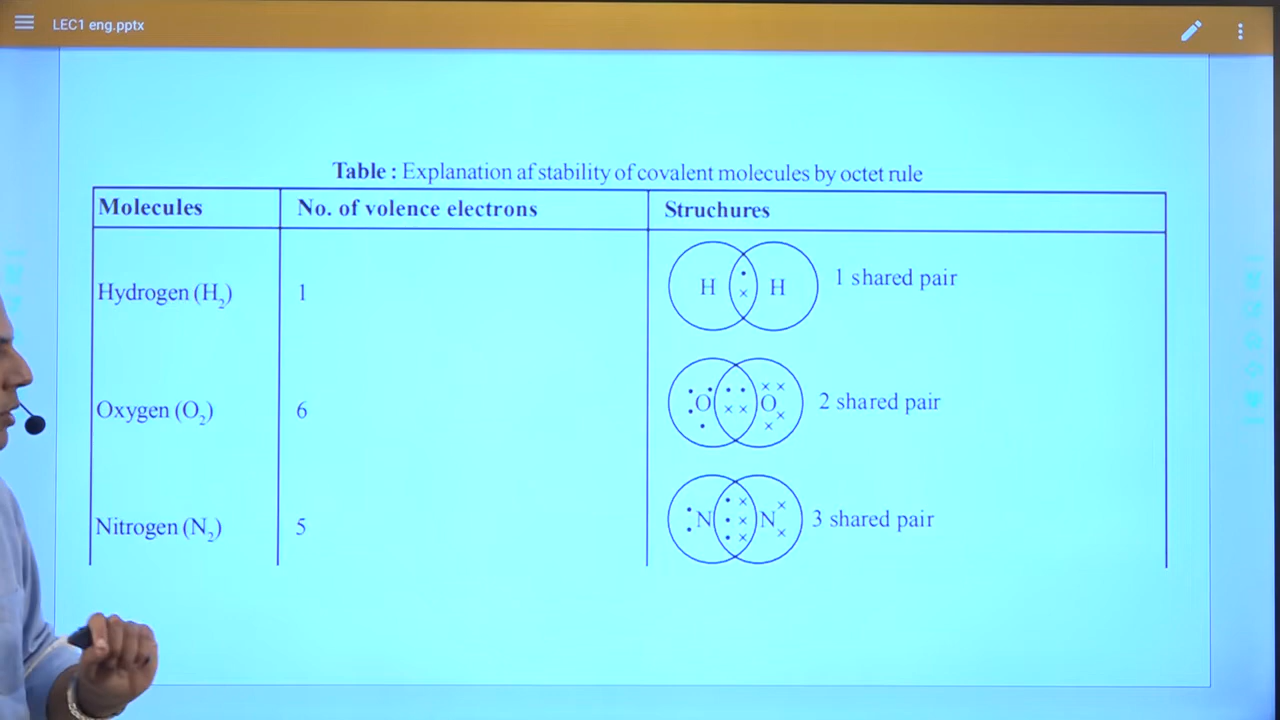 LEC1 eng.pptx
Table : Explanation af stability of covalent molecules by octet rule
Molecules No. of volence electrons Struchures
Hydrogen (H₂) 1 H H 1 shared pair
Oxygen (O₂) 6 O O 2 shared pair
Nitrogen (N₂) 5 N N 3 shared pair